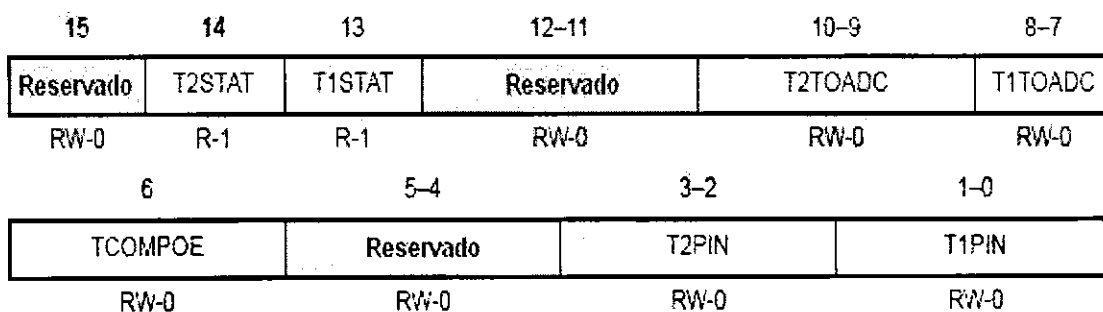 15 14 13 12–11 10–9 8–7
Reservado T2STAT T1STAT Reservado T2TOADC T1TOADC
RW-0 R-1 R-1 RW-0 RW-0 RW-0
6 5–4 3–2 1–0
TCOMPOE Reservado T2PIN T1PIN
RW-0 RW-0 RW-0 RW-0